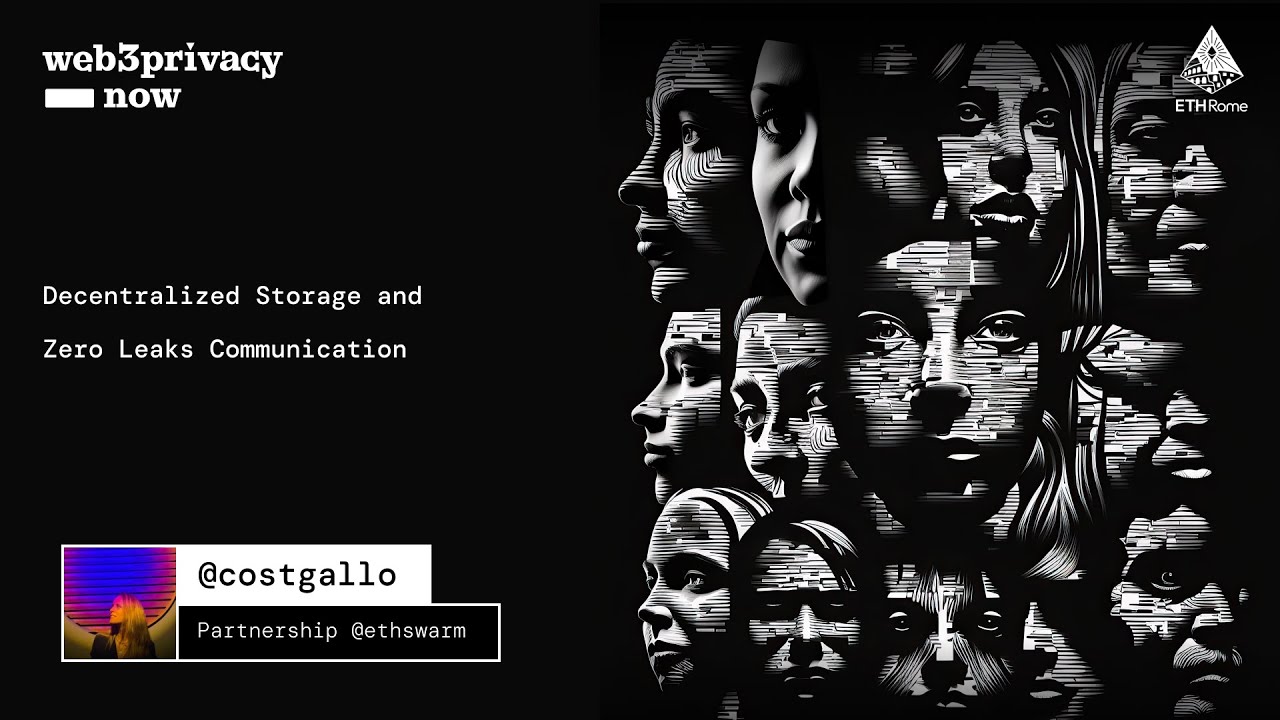 web3privacy
now
ETHRome
Decentralized Storage and
Zero Leaks Communication
@costgallo
Partnership @ethswarm